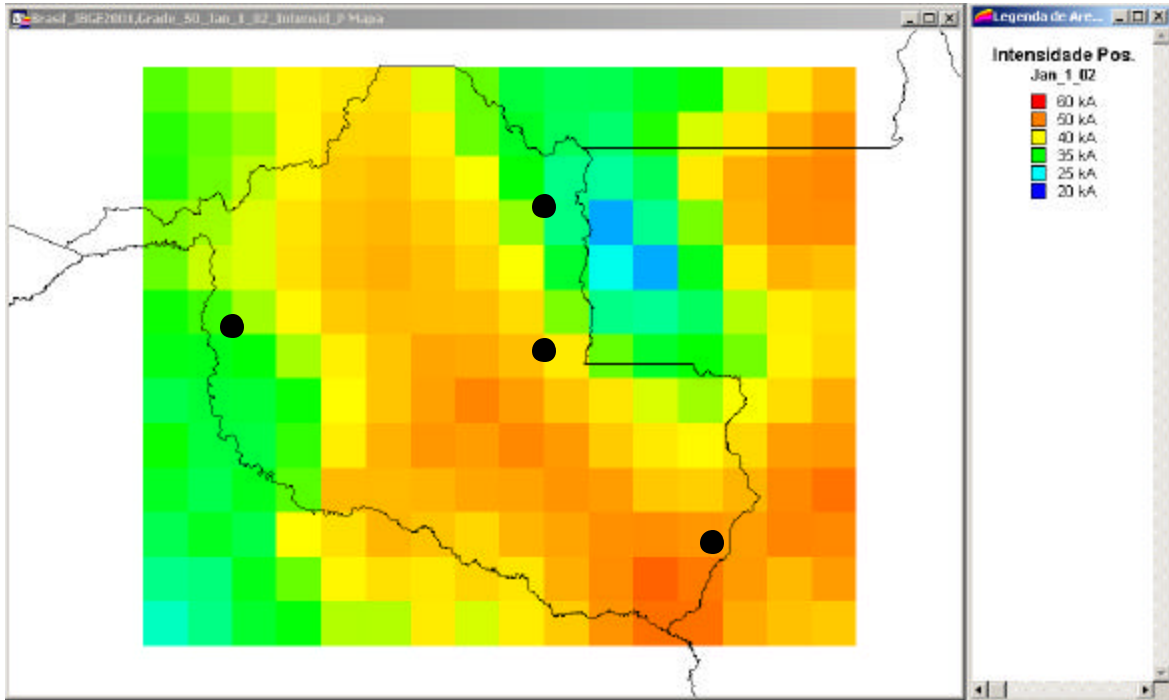 Brasil_IBGE2001,Grade_50_Jan_1_02_Intensid_P Mapa
Legenda de Are...
Intensidade Pos.
Jan_1_02
60 kA
50 kA
40 kA
35 kA
25 kA
20 kA